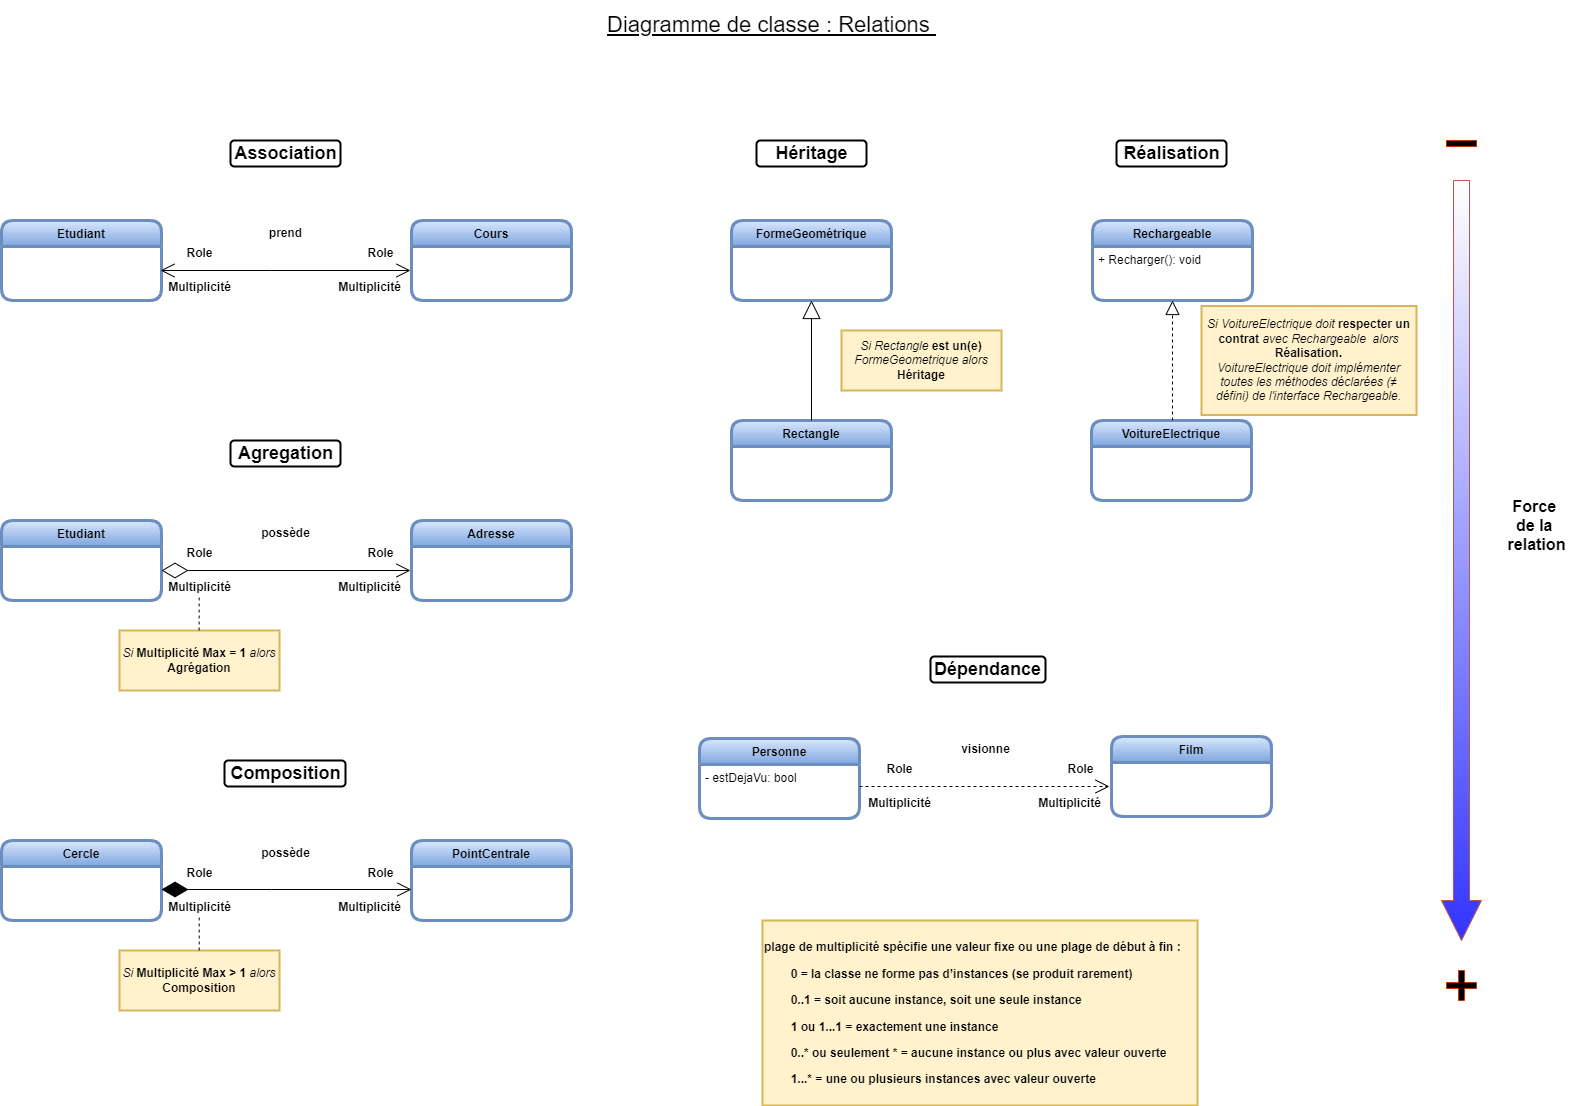 Diagramme de classe : Relations
Association
Etudiant
prend
Role
Role
Multiplicité
Multiplicité
Cours
Agregation
Etudiant
possède
Role
Role
Multiplicité
Multiplicité
Adresse
Si Multiplicité Max = 1 alors
Agrégation
Composition
Cercle
possède
Role
Role
Multiplicité
Multiplicité
PointCentrale
Si Multiplicité Max > 1 alors
Composition
Héritage
FormeGeométrique
Si Rectangle est un(e)
FormeGeometrique alors
Héritage
Rectangle
Réalisation
Rechargeable
+ Recharger(): void
Si VoitureElectrique doit respecter un
contrat avec Rechargeable alors
Réalisation.
VoitureElectrique doit implémenter
toutes les méthodes déclarées (≠
défini) de l'interface Rechargeable.
VoitureElectrique
Dépendance
Personne
- estDejaVu: bool
visionne
Role
Role
Multiplicité
Multiplicité
Film
plage de multiplicité spécifie une valeur fixe ou une plage de début à fin :
0 = la classe ne forme pas d’instances (se produit rarement)
0..1 = soit aucune instance, soit une seule instance
1 ou 1...1 = exactement une instance
0..* ou seulement * = aucune instance ou plus avec valeur ouverte
1...* = une ou plusieurs instances avec valeur ouverte
−
Force
de la
relation
+